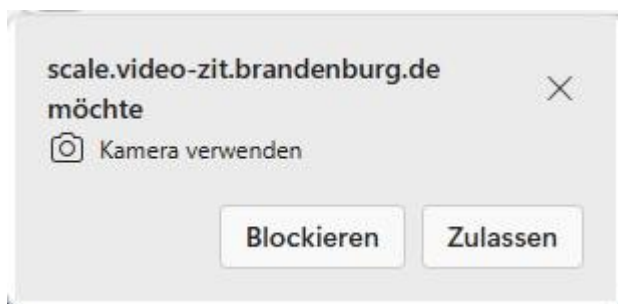 scale.video-zit.brandenburg.de
möchte
Kamera verwenden
Blockieren Zulassen